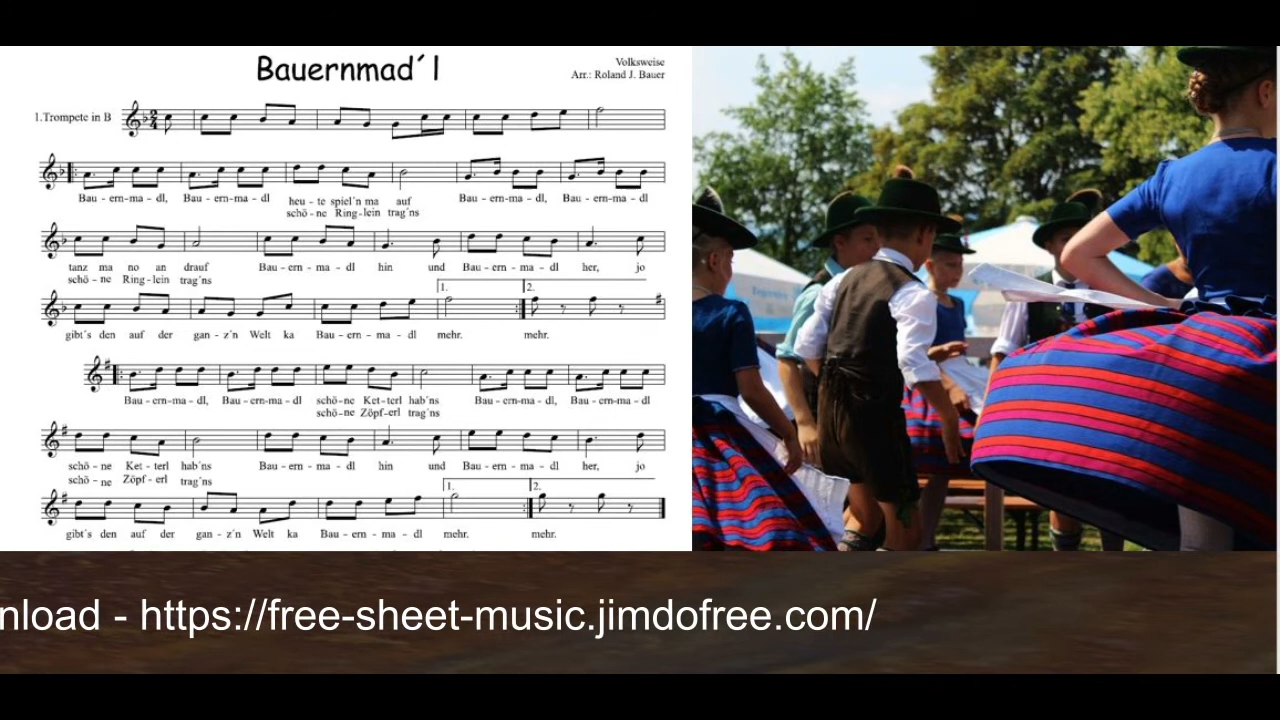 Bauernmad´l
Volksweise
Arr.: Roland J. Bauer
1.Trompete in B
Bau - ern-ma - dl, Bau - ern-ma - dl heu - te spiel´n ma auf Bau - ern-ma - dl, Bau - ern-ma - dl
schö - ne Ring-lein trag´ns
tanz ma no an drauf Bau - ern - ma - dl hin und Bau - ern - ma - dl her, jo
schö - ne Ring - lein trag´ns
1. 2.
gibt´s den auf der gan - z´n Welt ka Bau - ern - ma - dl mehr. mehr.
Bau - ern-ma - dl, Bau - ern-ma - dl schö - ne Ket-terl hab´ns Bau - ern-ma - dl, Bau - ern-ma - dl
schö - ne Zöpf-erl trag´ns
schö - ne Ket - terl hab´ns Bau - ern - ma - dl hin und Bau - ern - ma - dl her, jo
schö - ne Zöpf - erl trag´ns
1. 2.
gibt´s den auf der gan - z´n Welt ka Bau - ern - ma - dl mehr. mehr.
nload - https://free-sheet-music.jimdofree.com/